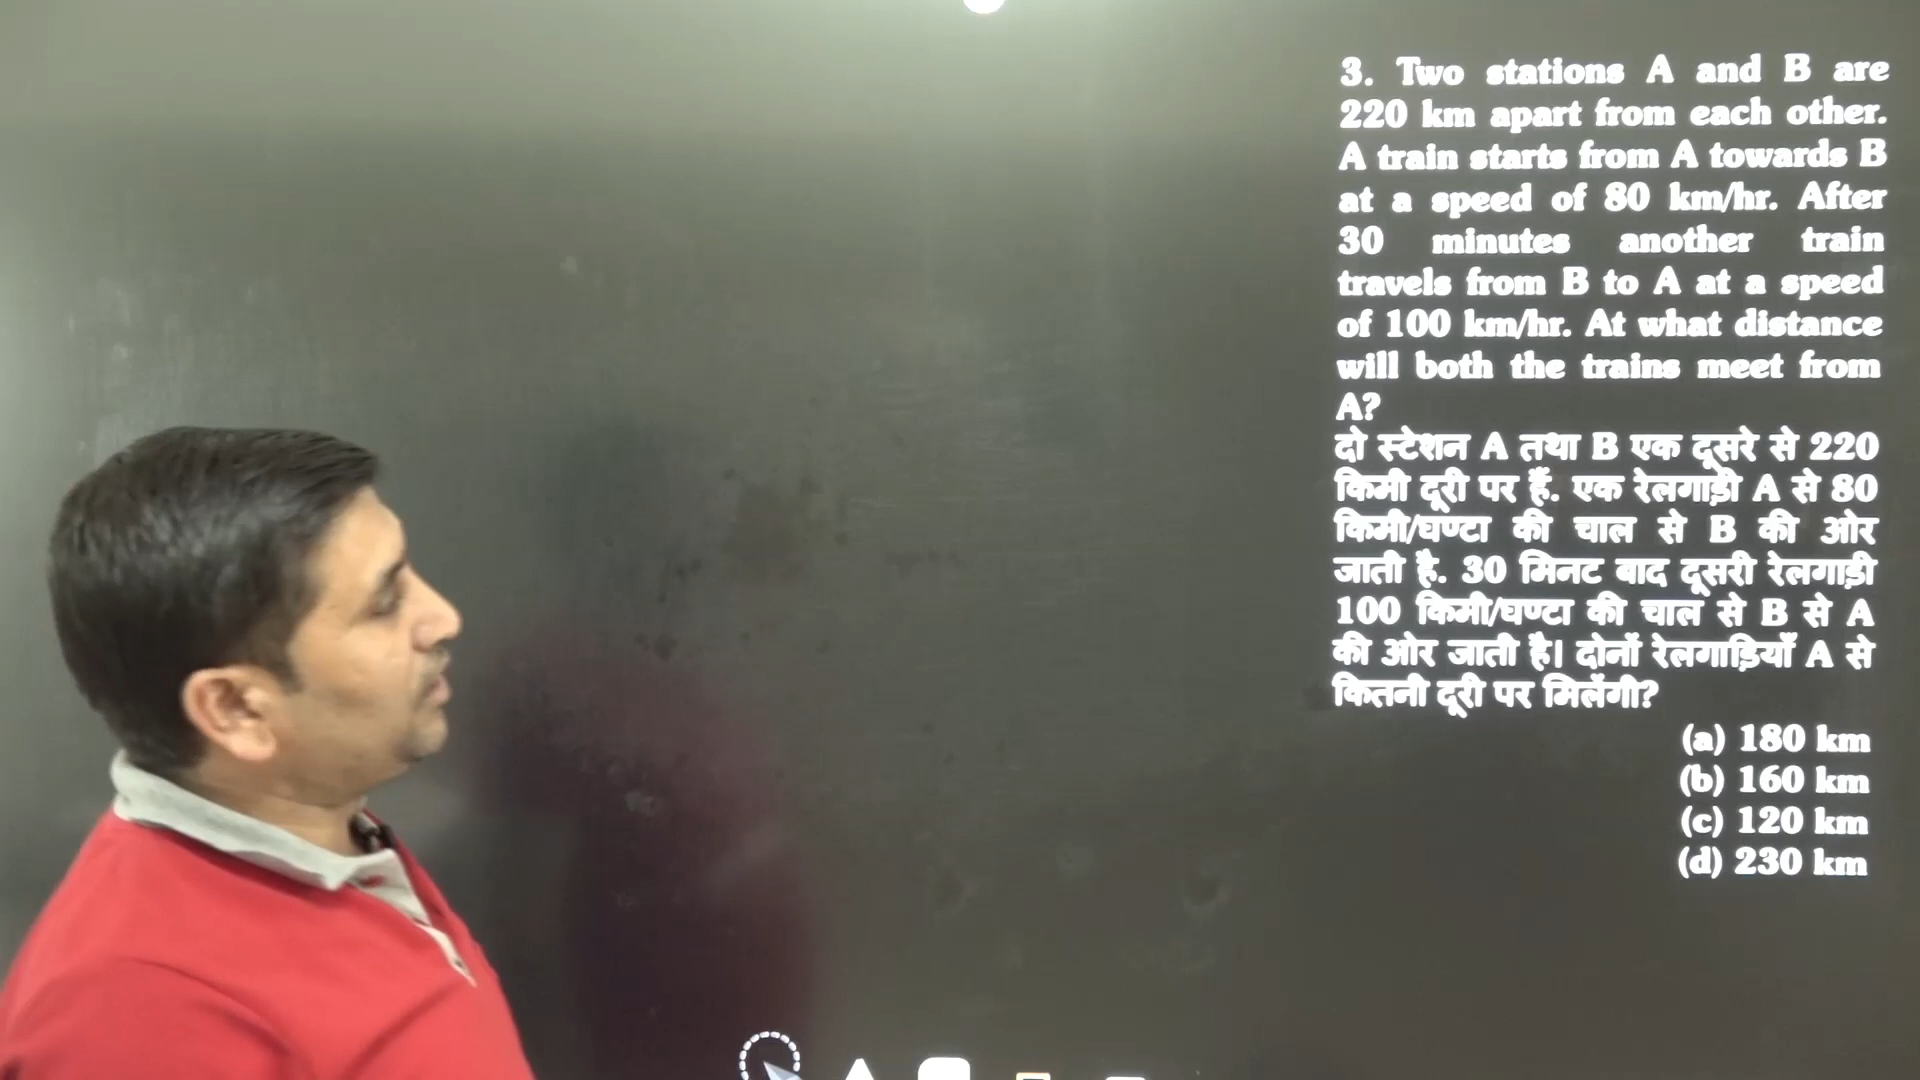 3. Two stations A and B are
220 km apart from each other.
A train starts from A towards B
at a speed of 80 km/hr. After
30 minutes another train
travels from B to A at a speed
of 100 km/hr. At what distance
will both the trains meet from
A?
दो स्टेशन A तथा B एक दूसरे से 220
किमी दूरी पर हैं. एक रेलगाड़ी A से 80
किमी/घण्टा की चाल से B की ओर
जाती है. 30 मिनट बाद दूसरी रेलगाड़ी
100 किमी/घण्टा की चाल से B से A
की ओर जाती है। दोनों रेलगाड़ियाँ A से
कितनी दूरी पर मिलेंगी?
(a) 180 km
(b) 160 km
(c) 120 km
(d) 230 km